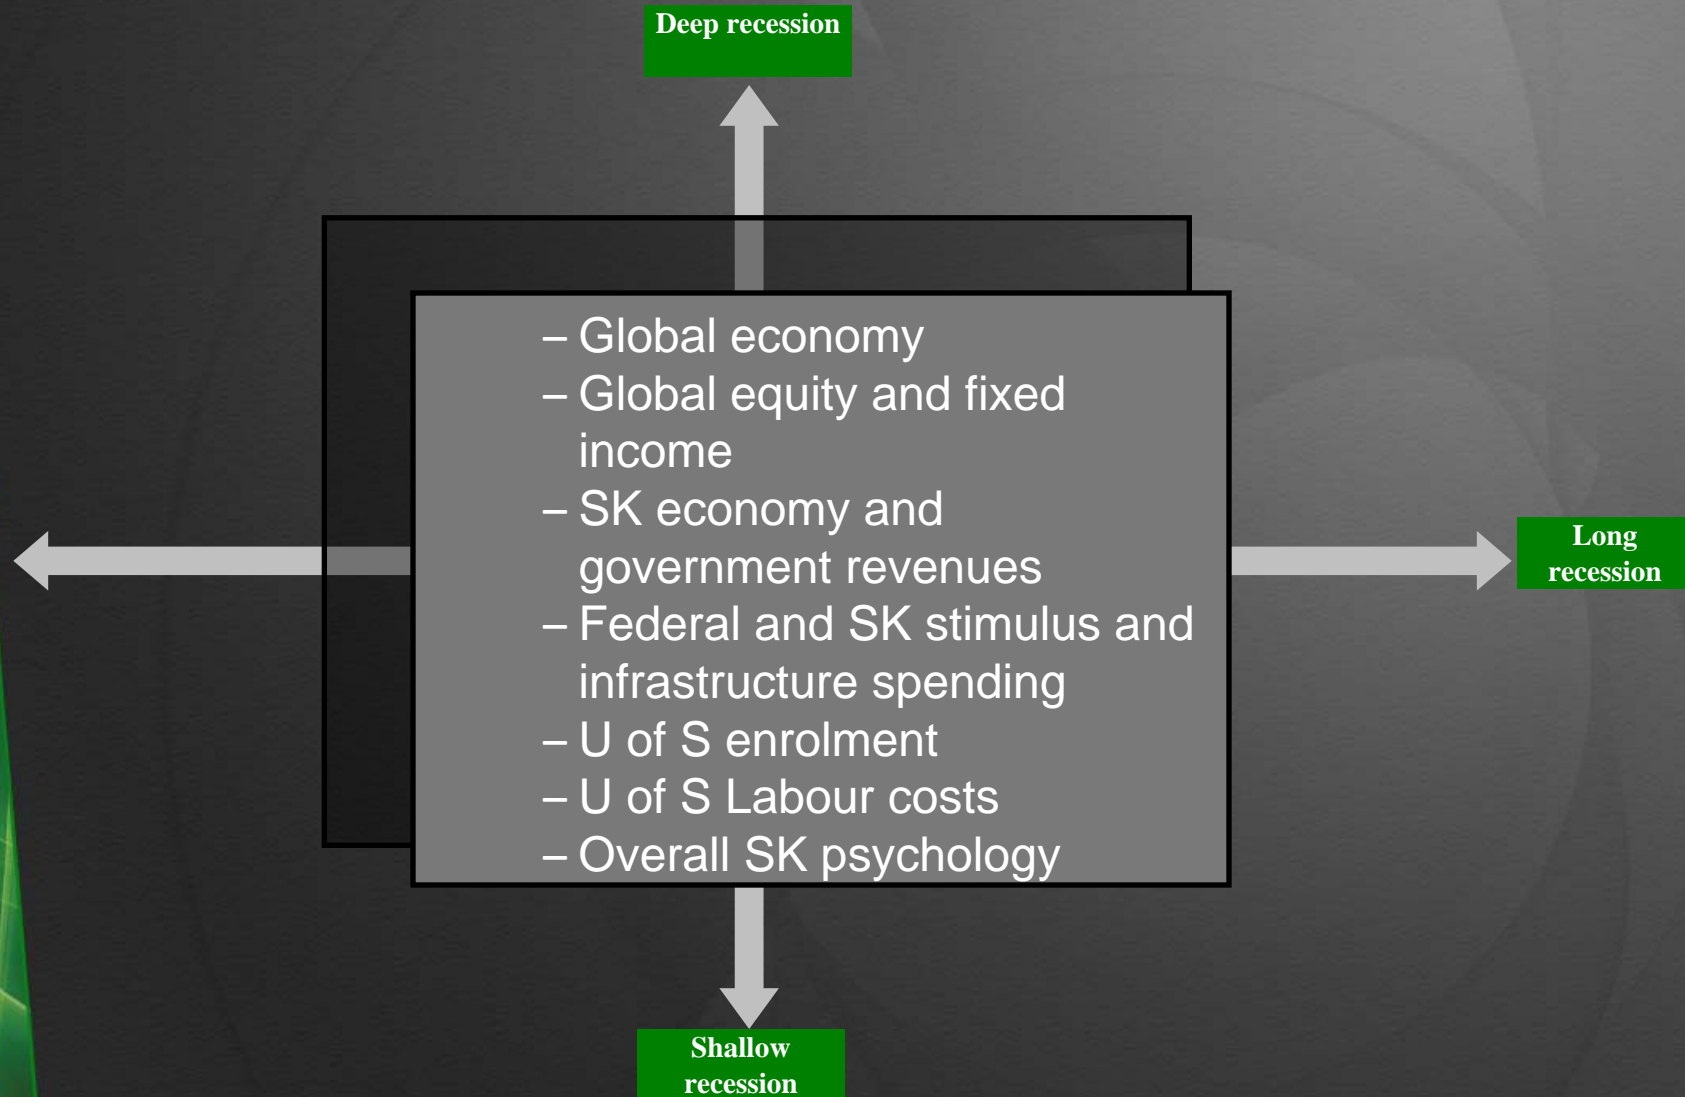 Deep recession
– Global economy
– Global equity and fixed
income
– SK economy and
government revenues
– Federal and SK stimulus and
infrastructure spending
– U of S enrolment
– U of S Labour costs
– Overall SK psychology
Long
recession
Shallow
recession